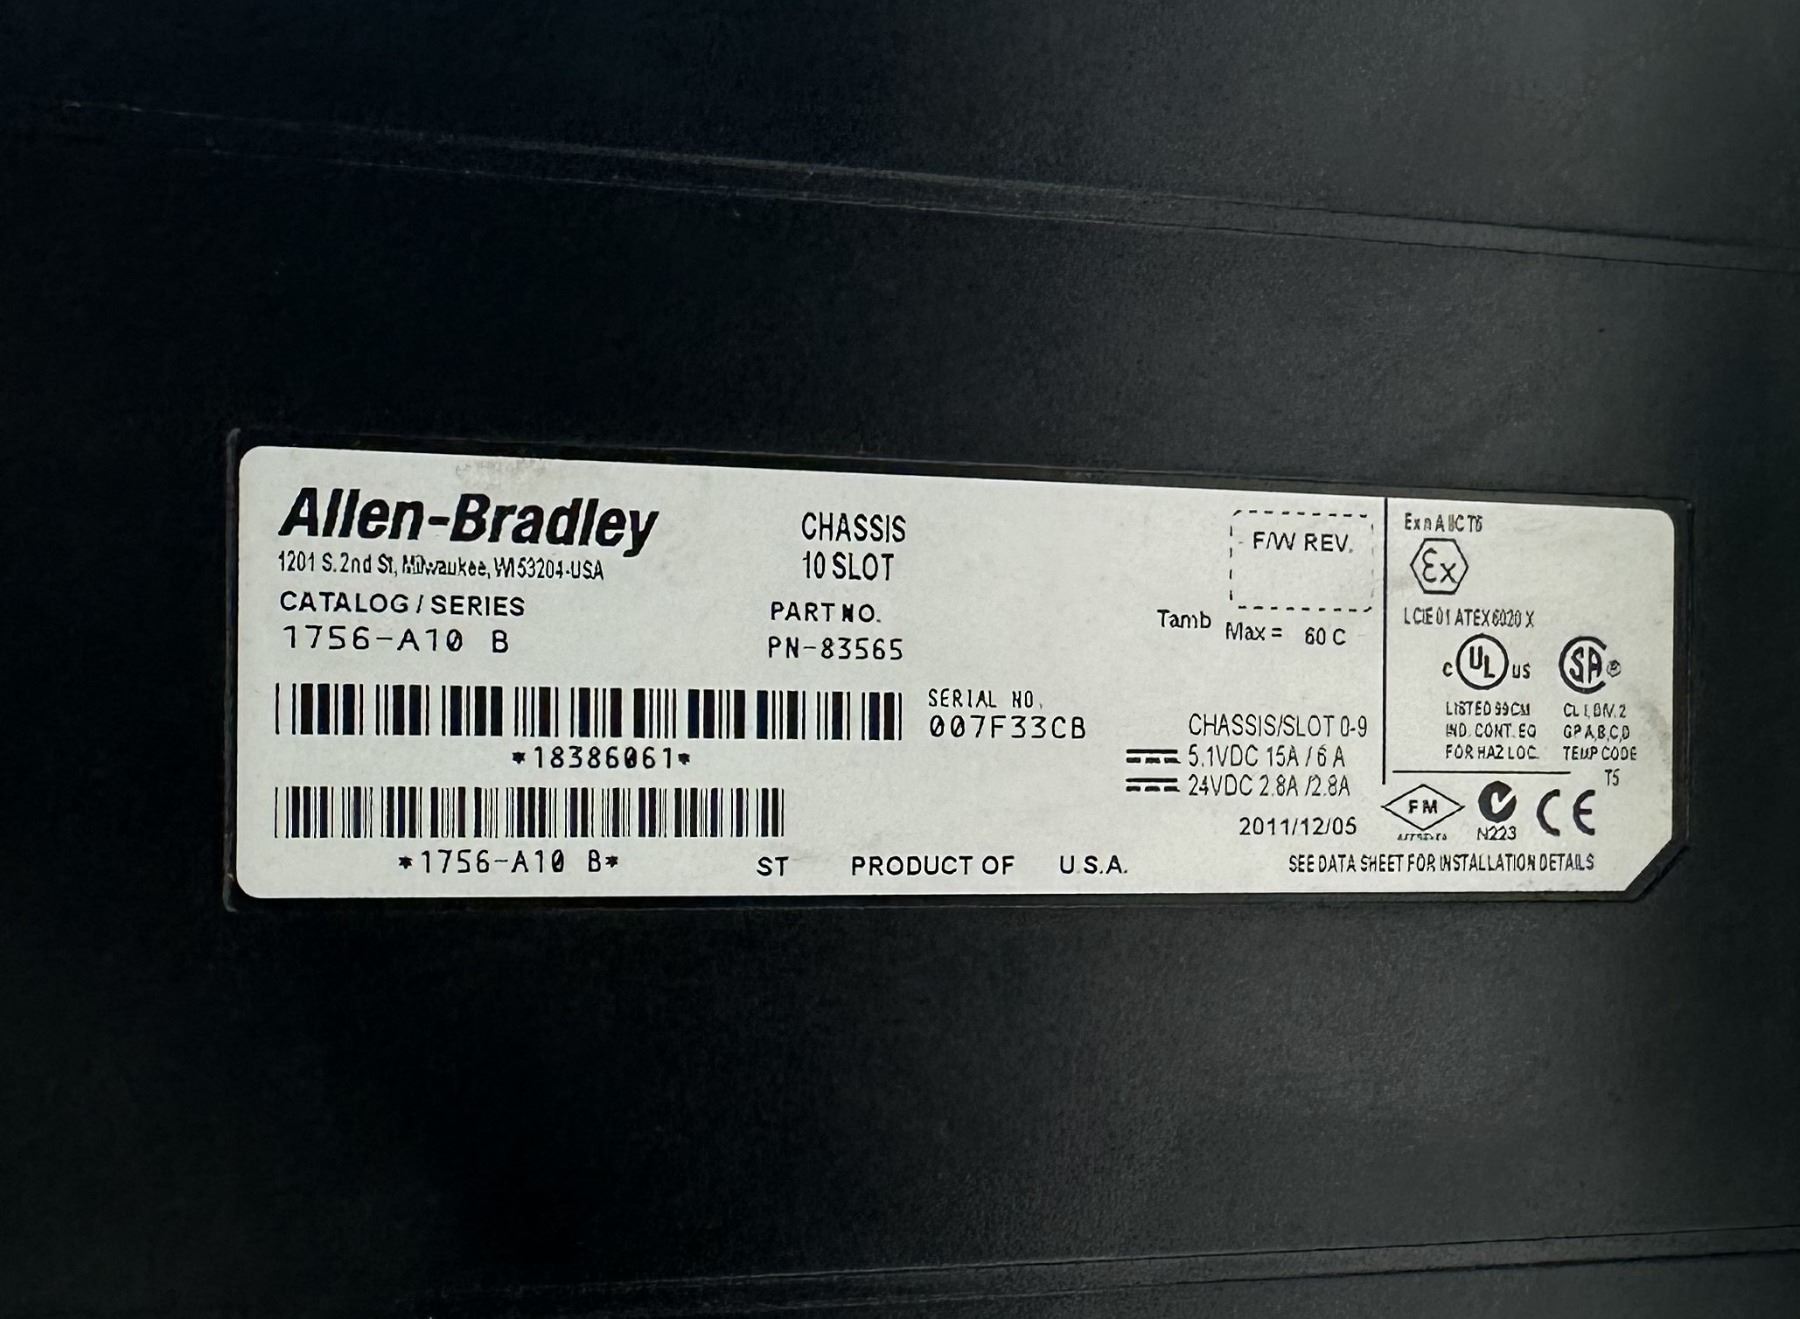 Allen-Bradley
1201 S. 2nd St, Milwaukee, WI 53204-USA
CATALOG / SERIES
1756-A10 B
CHASSIS
10 SLOT
PART NO.
PN-83565
F/W REV.
Tamb Max = 60 C
SERIAL NO.
007F33CB
*18386061*
*1756-A10 B*
CHASSIS/SLOT 0-9
5.1VDC 15A / 6 A
24VDC 2.8A /2.8A
2011/12/05
ST PRODUCT OF U.S.A.
Ex nA IIC T6
Ex
LCIE 01 ATEX 6020 X
C UL US
LISTED 99CM
IND. CONT. EQ
FOR HAZ LOC.
SA ®
CL I, DIV. 2
GP A,B,C,D
TEMP CODE
T5
FM
N223
CE
SEE DATA SHEET FOR INSTALLATION DETAILS